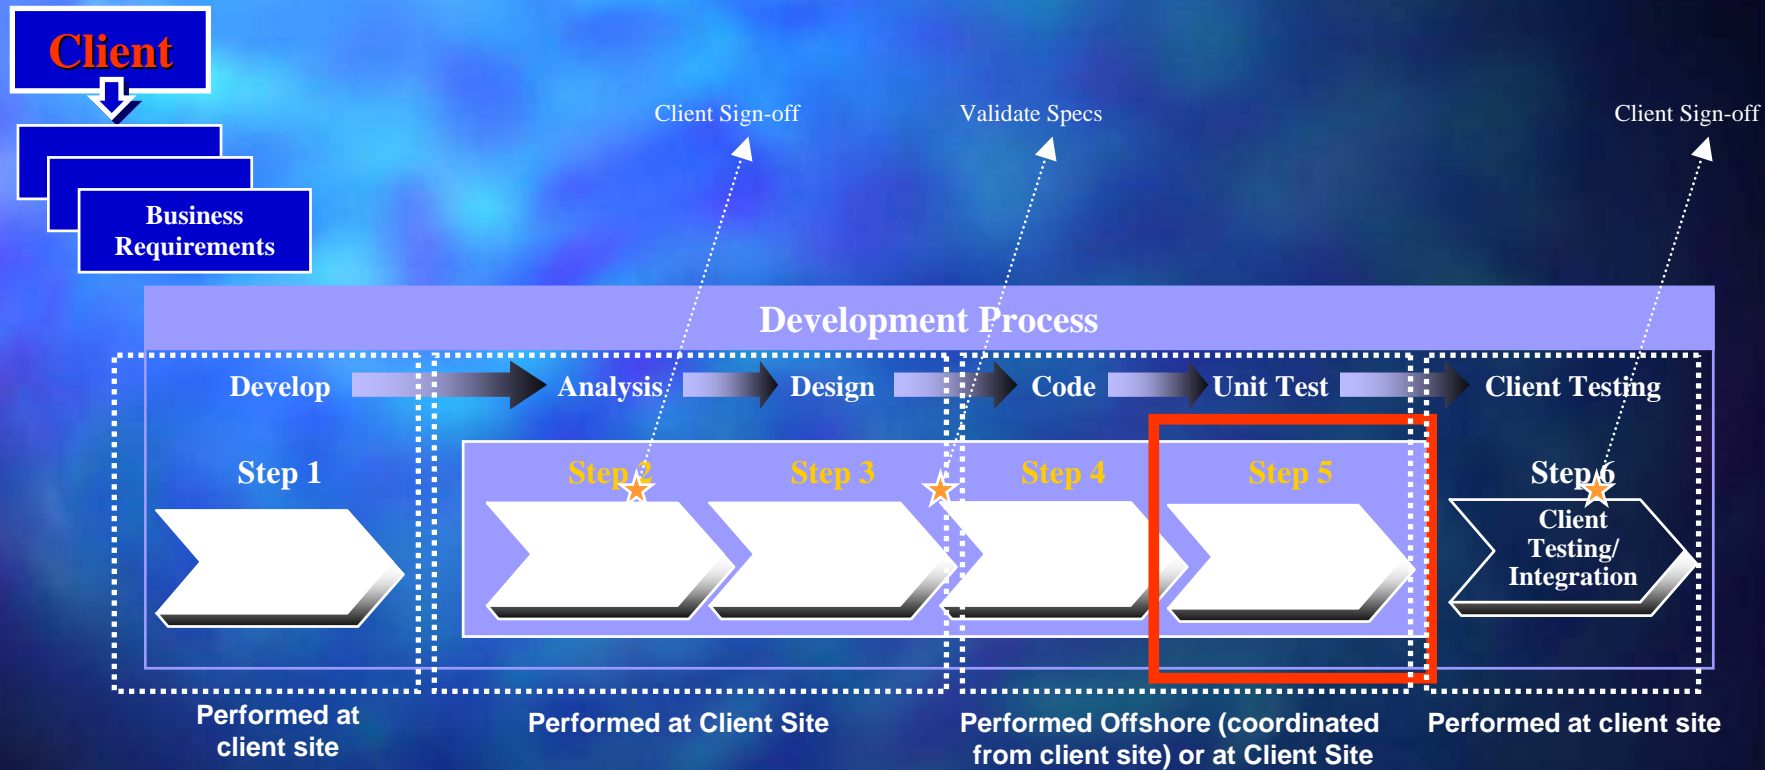 Client
Business
Requirements
Client Sign-off
Validate Specs
Client Sign-off
Development Process
Develop
Analysis
Design
Code
Unit Test
Client Testing
Step 1
Step 2
Step 3
Step 4
Step 5
Step 6
Client
Testing/
Integration
Performed at
client site
Performed at Client Site
Performed Offshore (coordinated
from client site) or at Client Site
Performed at client site